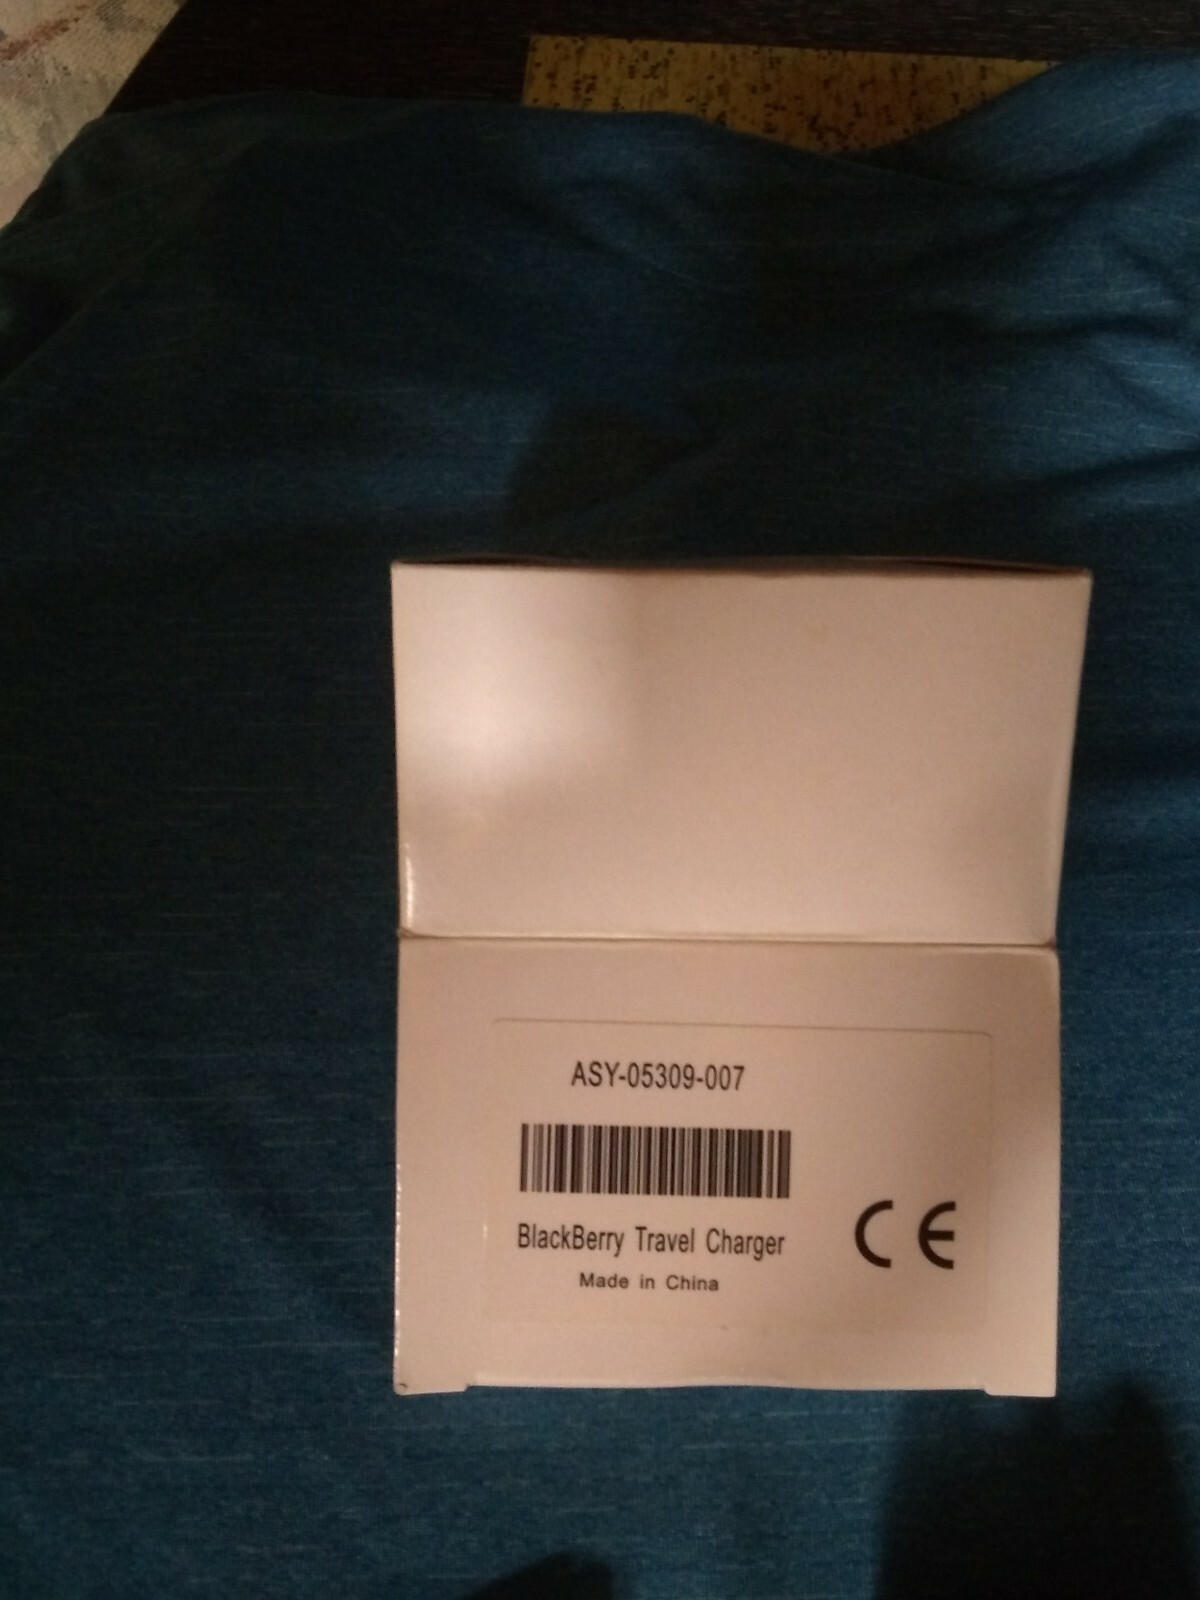 ASY-05309-007
BlackBerry Travel Charger
Made in China
CE